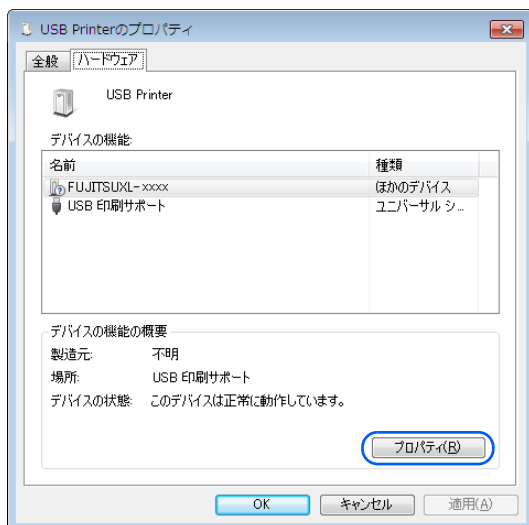 USB Printerのプロパティ
全般 ハードウェア
USB Printer
デバイスの機能:
名前 種類
FUJITSUXL-xxxx ほかのデバイス
USB 印刷サポート ユニバーサル シ...
デバイスの機能の概要
製造元: 不明
場所: USB 印刷サポート
デバイスの状態: このデバイスは正常に動作しています。
プロパティ(R)
OK キャンセル 適用(A)